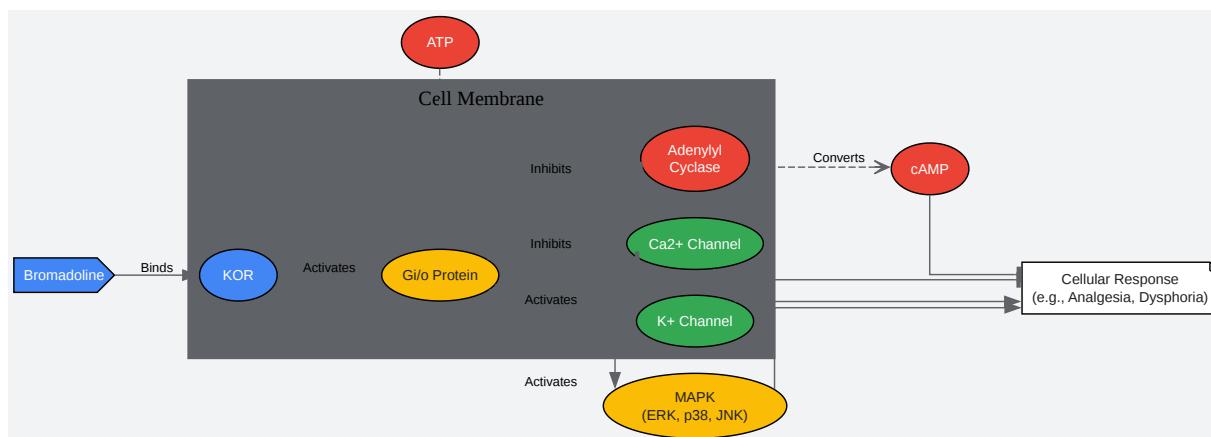 ATP
Cell Membrane
Adenylyl
Cyclase
Inhibits
Converts
cAMP
Inhibits
Ca2+ Channel
Bromadoline
Binds
KOR
Activates
Gi/o Protein
Cellular Response
(e.g., Analgesia, Dysphoria)
Activates
K+ Channel
Activates
MAPK
(ERK, p38, JNK)